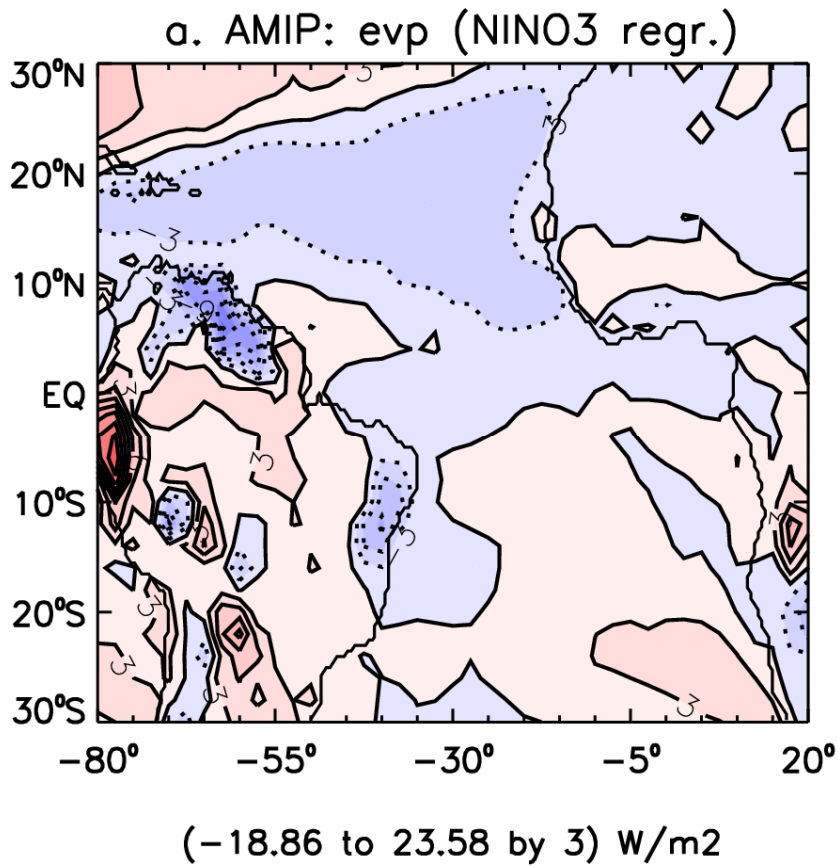 a. AMIP: evp (NINO3 regr.)
30°N
20°N
10°N
EQ
10°S
20°S
30°S
-80° -55° -30° -5° 20°
(-18.86 to 23.58 by 3) W/m2